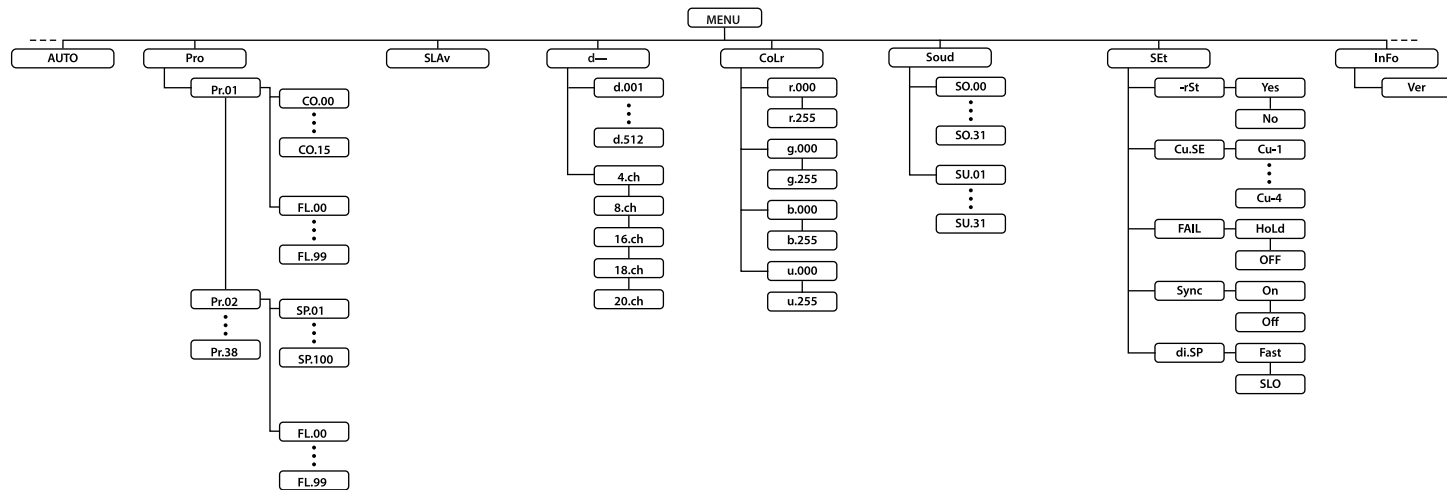 MENU
AUTO
Pro
Pr.01
CO.00
CO.15
FL.00
FL.99
Pr.02
Pr.38
SP.01
SP.100
FL.00
FL.99
SLAv
d—
d.001
d.512
4.ch
8.ch
16.ch
18.ch
20.ch
CoLr
r.000
r.255
g.000
g.255
b.000
b.255
u.000
u.255
Soud
SO.00
SO.31
SU.01
SU.31
SEt
-rSt
Yes
No
Cu.SE
Cu-1
Cu-4
FAIL
HoLd
OFF
Sync
On
Off
di.SP
Fast
SLO
InFo
Ver